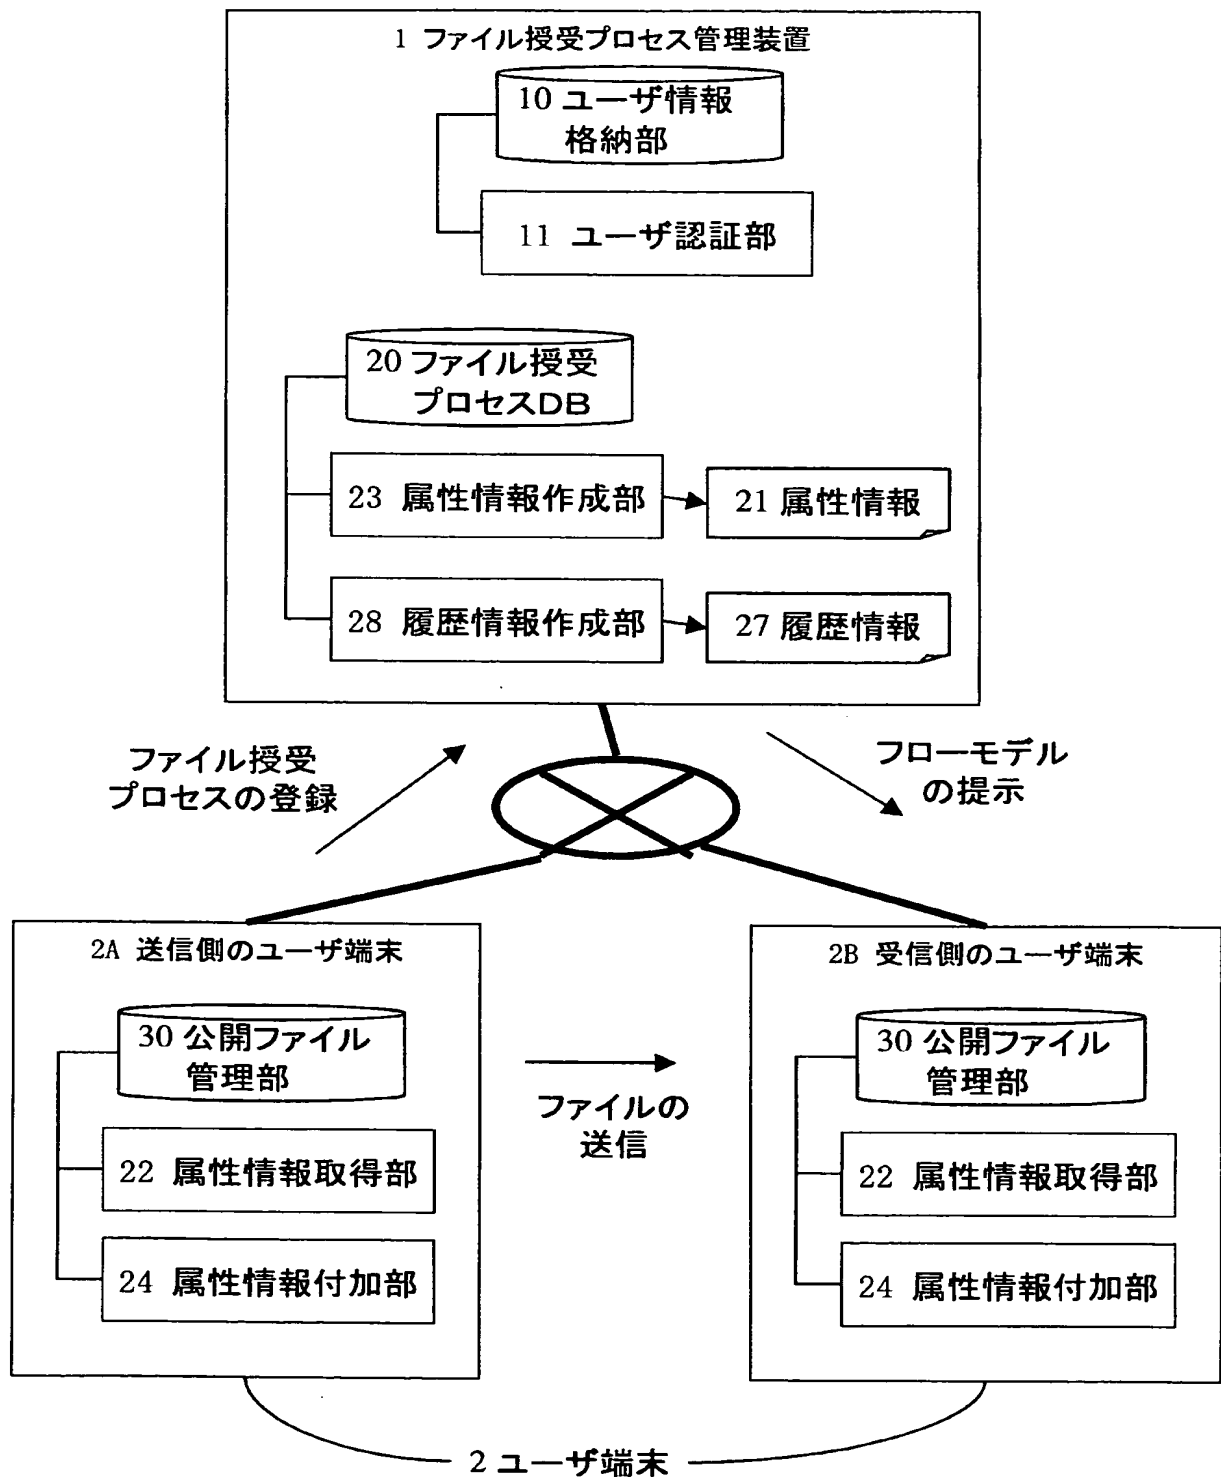 1 ファイル授受プロセス管理装置
10 ユーザ情報
格納部
11 ユーザ認証部
20 ファイル授受
プロセスDB
23 属性情報作成部
21 属性情報
28 履歴情報作成部
27 履歴情報
ファイル授受
プロセスの登録
フローモデル
の提示
2A 送信側のユーザ端末
30 公開ファイル
管理部
22 属性情報取得部
24 属性情報付加部
ファイルの
送信
2B 受信側のユーザ端末
30 公開ファイル
管理部
22 属性情報取得部
24 属性情報付加部
2 ユーザ端末